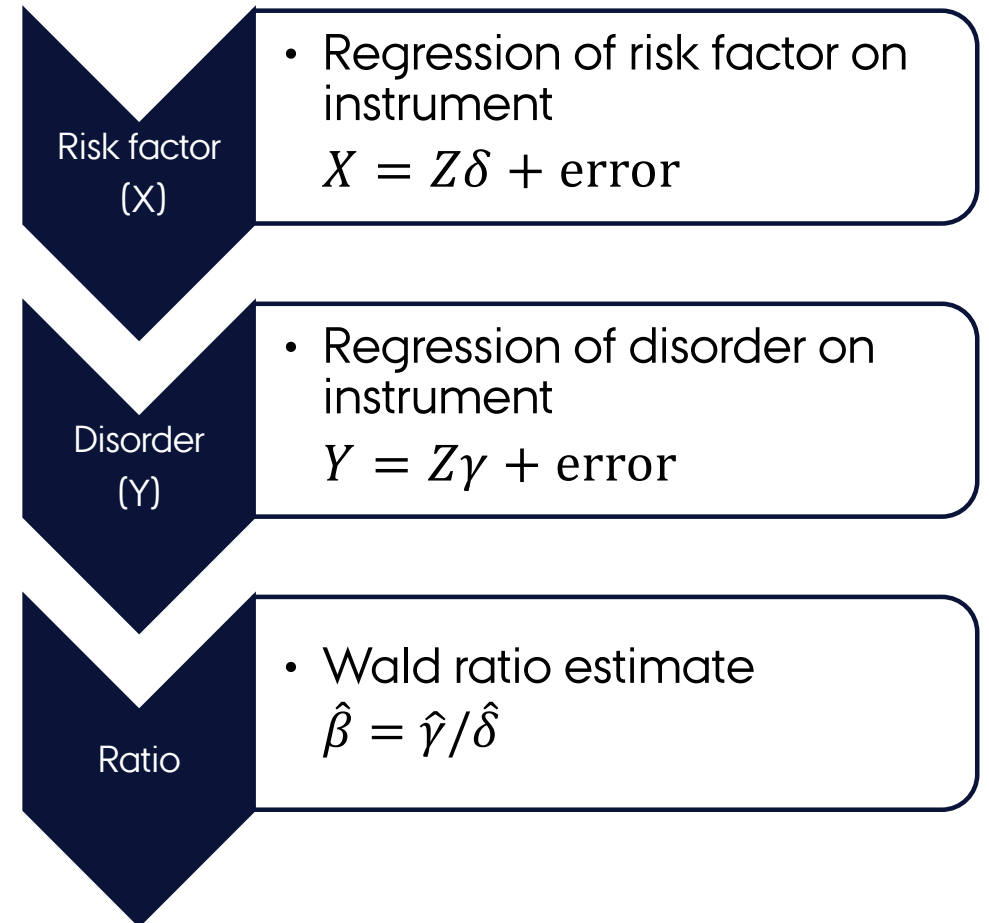 Risk factor
(X)
• Regression of risk factor on
instrument
X = Zδ + error
Disorder
(Y)
• Regression of disorder on
instrument
Y = Zγ + error
Ratio
• Wald ratio estimate
β̂ = γ̂/δ̂